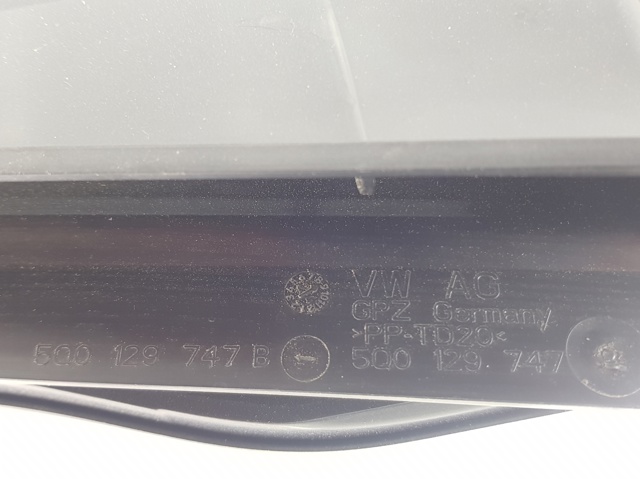 VW AG
GPZ Germany
>PP-TD20<
5Q0 129 747 B
5Q0 129 747